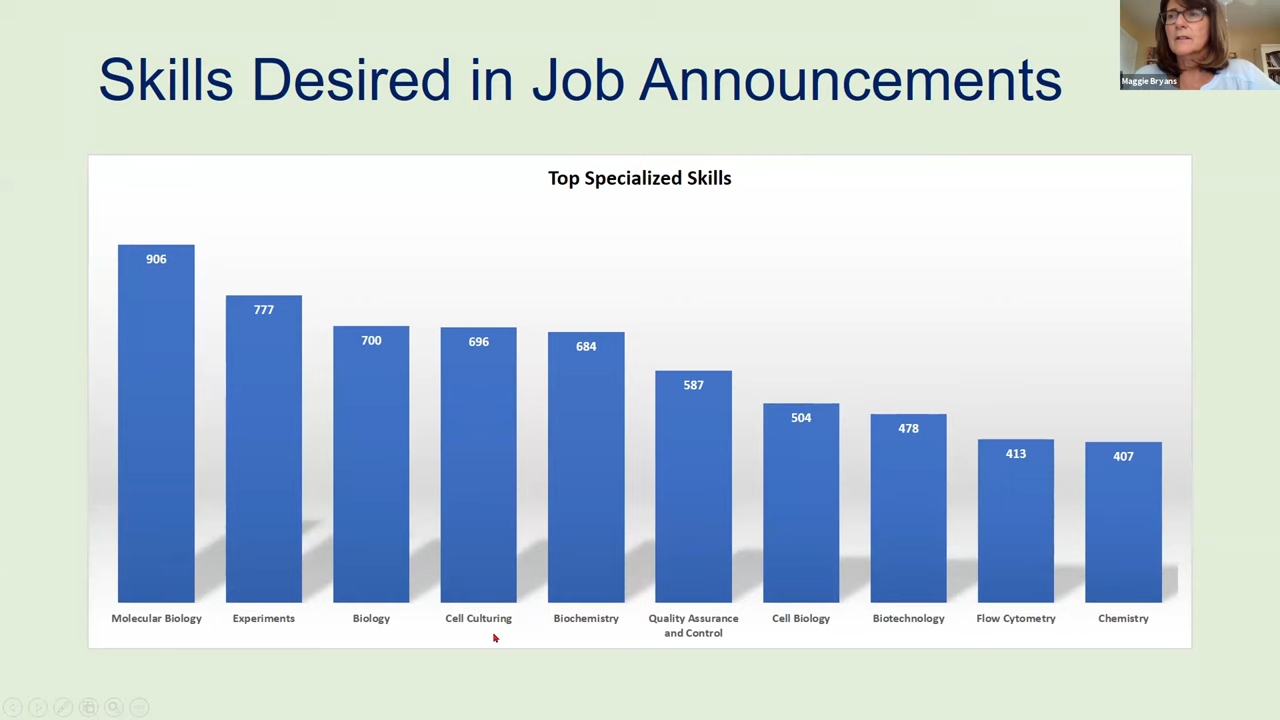 Skills Desired in Job Announcements
Maggie Bryans
Top Specialized Skills
906
777
700
696
684
587
504
478
413
407
Molecular Biology
Experiments
Biology
Cell Culturing
Biochemistry
Quality Assurance
and Control
Cell Biology
Biotechnology
Flow Cytometry
Chemistry